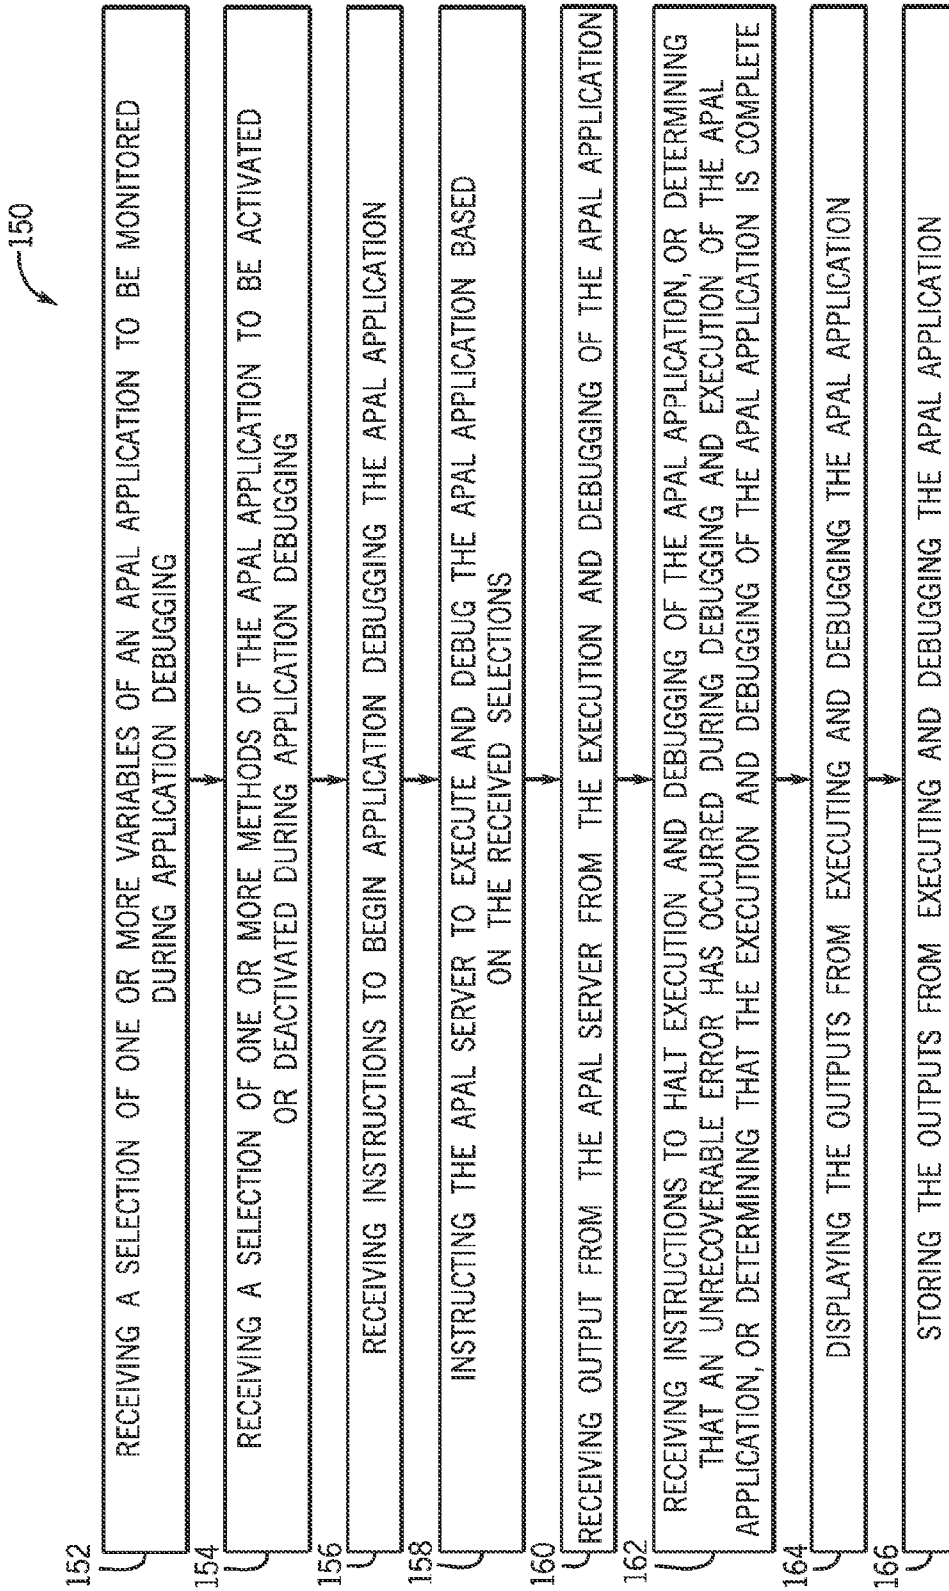 150
152
RECEIVING A SELECTION OF ONE OR MORE VARIABLES OF AN APAL APPLICATION TO BE MONITORED
DURING APPLICATION DEBUGGING
154
RECEIVING A SELECTION OF ONE OR MORE METHODS OF THE APAL APPLICATION TO BE ACTIVATED
OR DEACTIVATED DURING APPLICATION DEBUGGING
156
RECEIVING INSTRUCTIONS TO BEGIN APPLICATION DEBUGGING THE APAL APPLICATION
158
INSTRUCTING THE APAL SERVER TO EXECUTE AND DEBUG THE APAL APPLICATION BASED
ON THE RECEIVED SELECTIONS
160
RECEIVING OUTPUT FROM THE APAL SERVER FROM THE EXECUTION AND DEBUGGING OF THE APAL APPLICATION
162
RECEIVING INSTRUCTIONS TO HALT EXECUTION AND DEBUGGING OF THE APAL APPLICATION, OR DETERMINING
THAT AN UNRECOVERABLE ERROR HAS OCCURRED DURING DEBUGGING AND EXECUTION OF THE APAL
APPLICATION, OR DETERMINING THAT THE EXECUTION AND DEBUGGING OF THE APAL APPLICATION IS COMPLETE
164
DISPLAYING THE OUTPUTS FROM EXECUTING AND DEBUGGING THE APAL APPLICATION
166
STORING THE OUTPUTS FROM EXECUTING AND DEBUGGING THE APAL APPLICATION